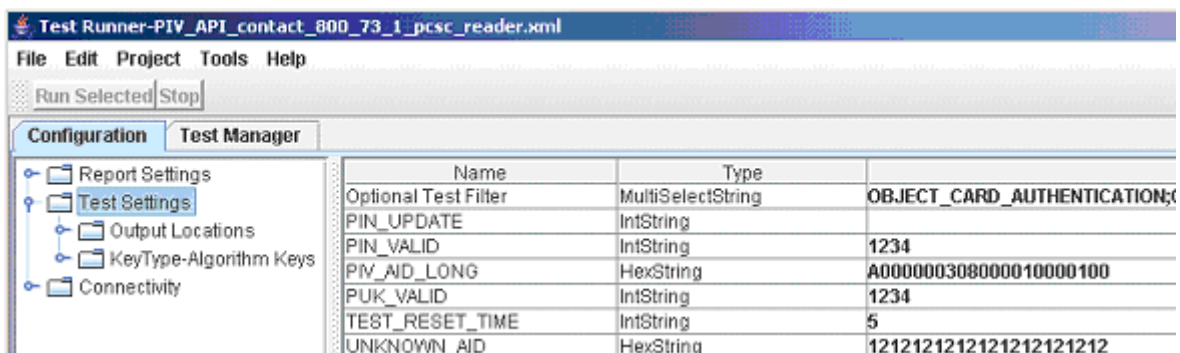 Test Runner-PIV_API_contact_800_73_1_pcsc_reader.xml
File Edit Project Tools Help
Run Selected Stop
Configuration Test Manager
Report Settings
Test Settings
Output Locations
KeyType-Algorithm Keys
Connectivity
Name Type
Optional Test Filter MultiSelectString OBJECT_CARD_AUTHENTICATION;
PIN_UPDATE IntString
PIN_VALID IntString 1234
PIV_AID_LONG HexString A000000308000010000100
PUK_VALID IntString 1234
TEST_RESET_TIME IntString 5
UNKNOWN_AID HexString 1212121212121212121212